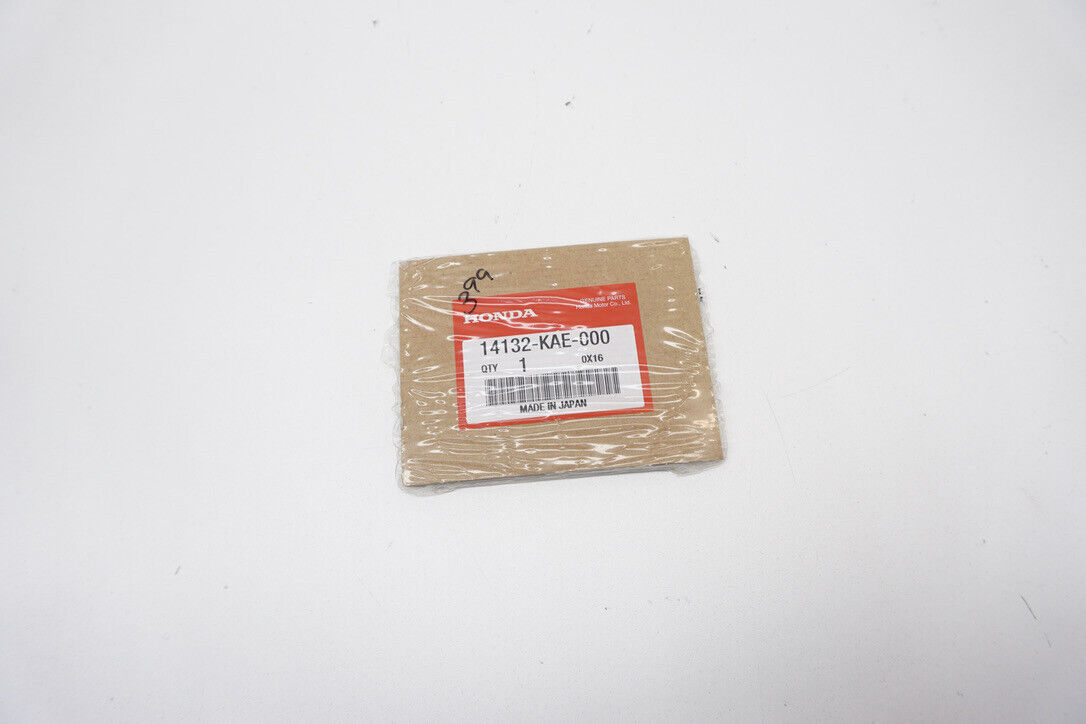 399
GENUINE PARTS
Honda Motor Co., Ltd.
HONDA
14132-KAE-000
QTY 1 0X16
MADE IN JAPAN